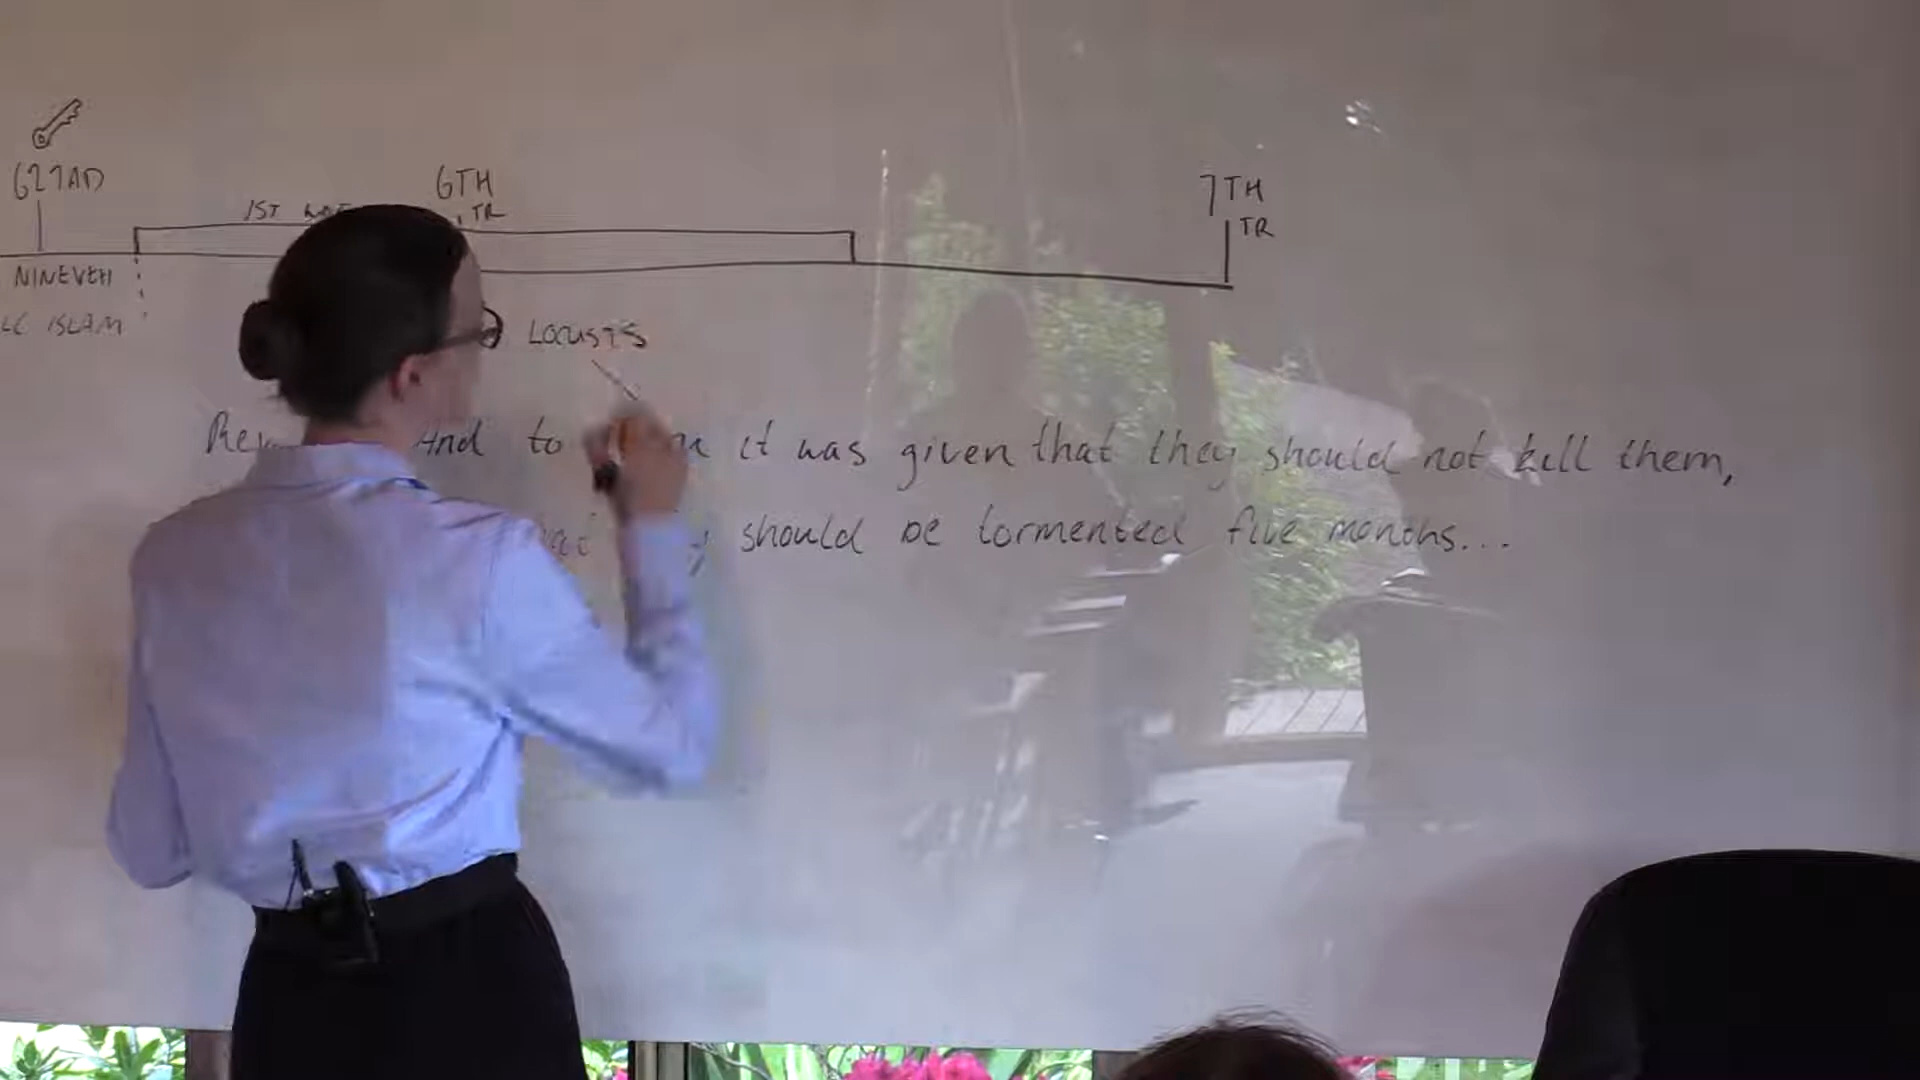 627AD
6TH
7TH
1ST
TR
TR
NINEVEH
ISLAM
LOCUSTS
And to it was given that they should not kill them,
should be tormented five months...